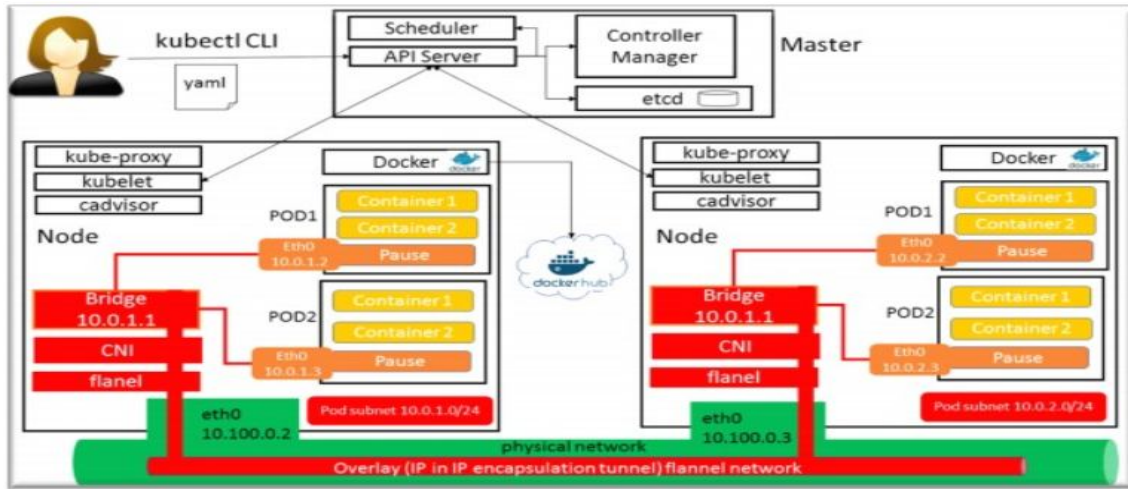 kubectl CLI
yaml
Scheduler
API Server
Controller
Manager
etcd
Master
kube-proxy
kubelet
cadvisor
Node
Docker
docker
POD1
Container 1
Container 2
Pause
Eth0
10.0.1.2
Bridge
10.0.1.1
CNI
flanel
POD2
Container 1
Container 2
Pause
Eth0
10.0.1.3
Pod subnet 10.0.1.0/24
eth0
10.100.0.2
docker hub
kube-proxy
kubelet
cadvisor
Node
Docker
docker
POD1
Container 1
Container 2
Pause
Eth0
10.0.2.2
Bridge
10.0.1.1
CNI
flanel
POD2
Container 1
Container 2
Pause
Eth0
10.0.2.3
Pod subnet 10.0.2.0/24
eth0
10.100.0.3
physical network
Overlay (IP in IP encapsulation tunnel) flannel network